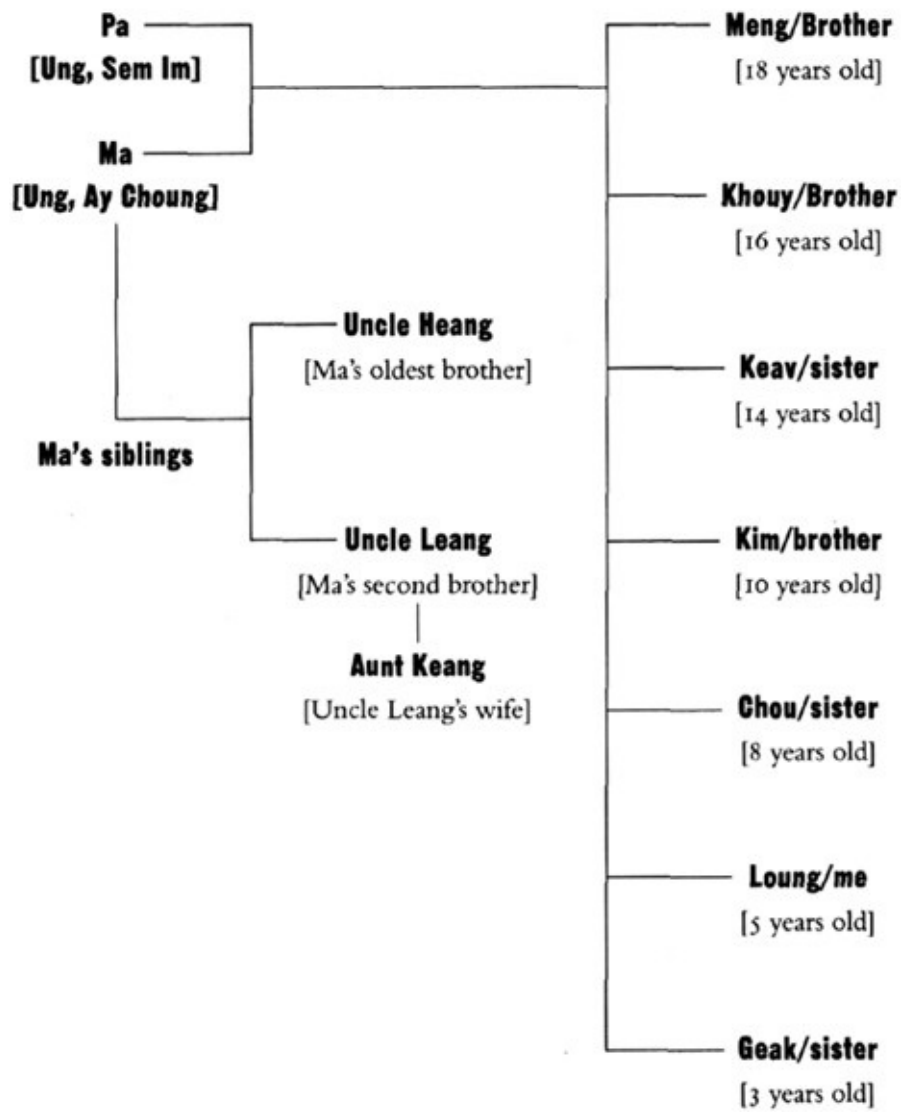 Pa
[Ung, Sem Im]
Ma
[Ung, Ay Choung]
Ma's siblings
Uncle Heang
[Ma's oldest brother]
Uncle Leang
[Ma's second brother]
Aunt Keang
[Uncle Leang's wife]
Meng/Brother
[18 years old]
Khouy/Brother
[16 years old]
Keav/sister
[14 years old]
Kim/brother
[10 years old]
Chou/sister
[8 years old]
Loung/me
[5 years old]
Geak/sister
[3 years old]